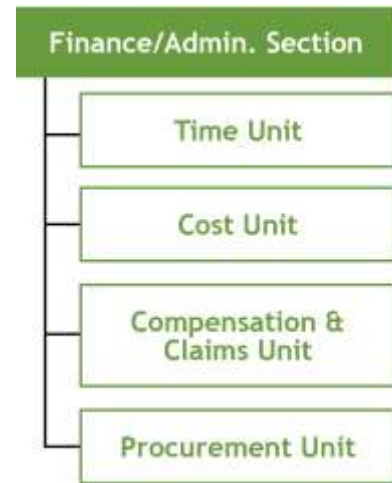 Finance/Admin. Section
Time Unit
Cost Unit
Compensation &
Claims Unit
Procurement Unit